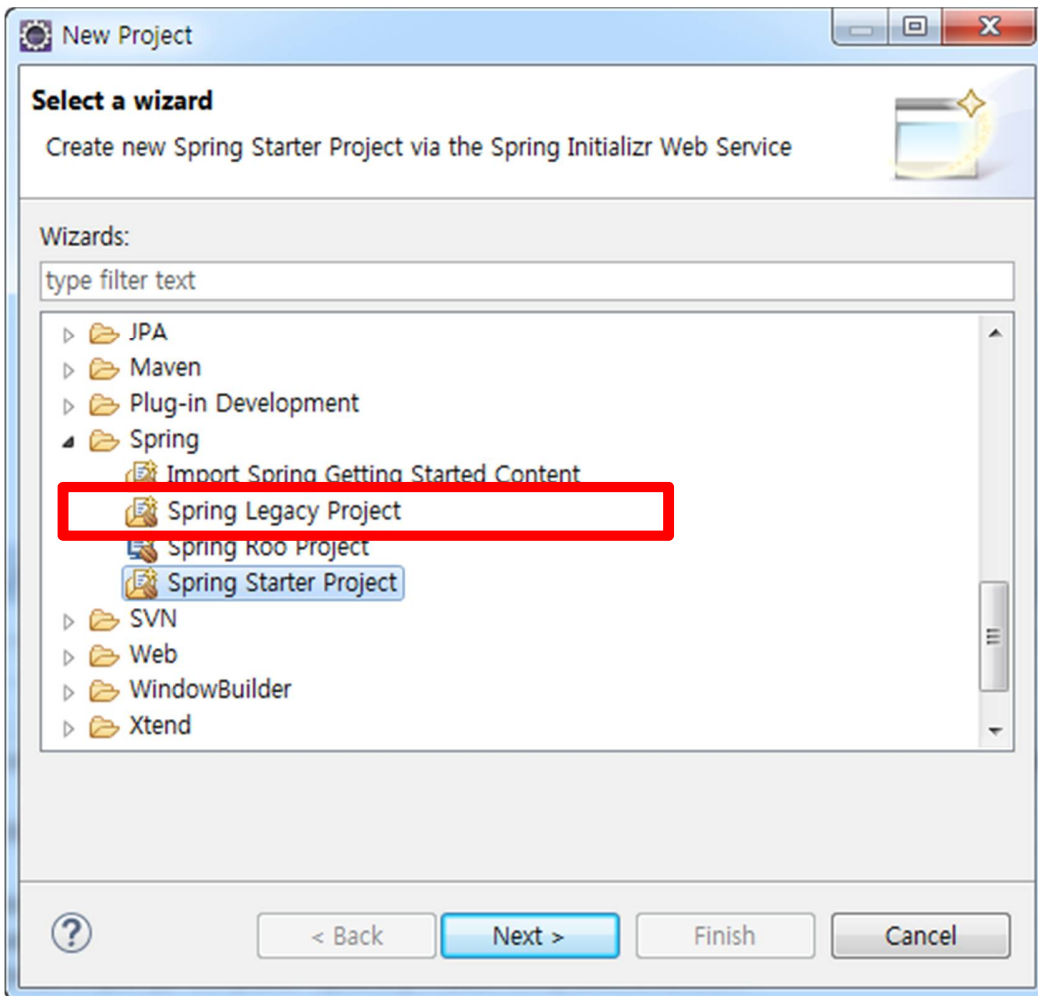 New Project
Select a wizard
Create new Spring Starter Project via the Spring Initializr Web Service
Wizards:
type filter text
JPA
Maven
Plug-in Development
Spring
Import Spring Getting Started Content
Spring Legacy Project
Spring Roo Project
Spring Starter Project
SVN
Web
WindowBuilder
Xtend
? < Back Next > Finish Cancel